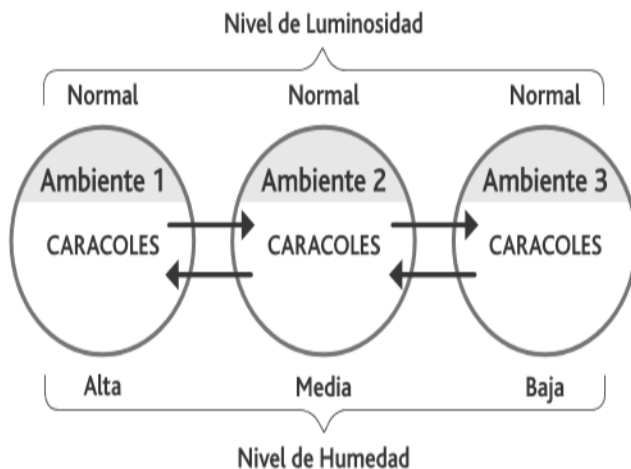 Nivel de Luminosidad
Normal Normal Normal
Ambiente 1 Ambiente 2 Ambiente 3
CARACOLES CARACOLES CARACOLES
Alta Media Baja
Nivel de Humedad